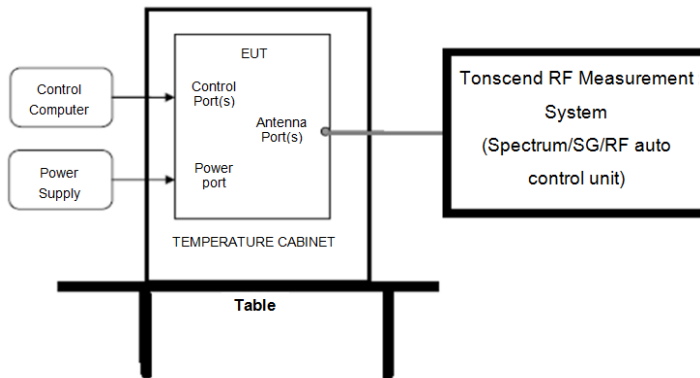 EUT
Control
Computer
Control
Port(s)
Antenna
Port(s)
Power
Supply
Power
port
TEMPERATURE CABINET
Table
Tonscend RF Measurement
System
(Spectrum/SG/RF auto
control unit)